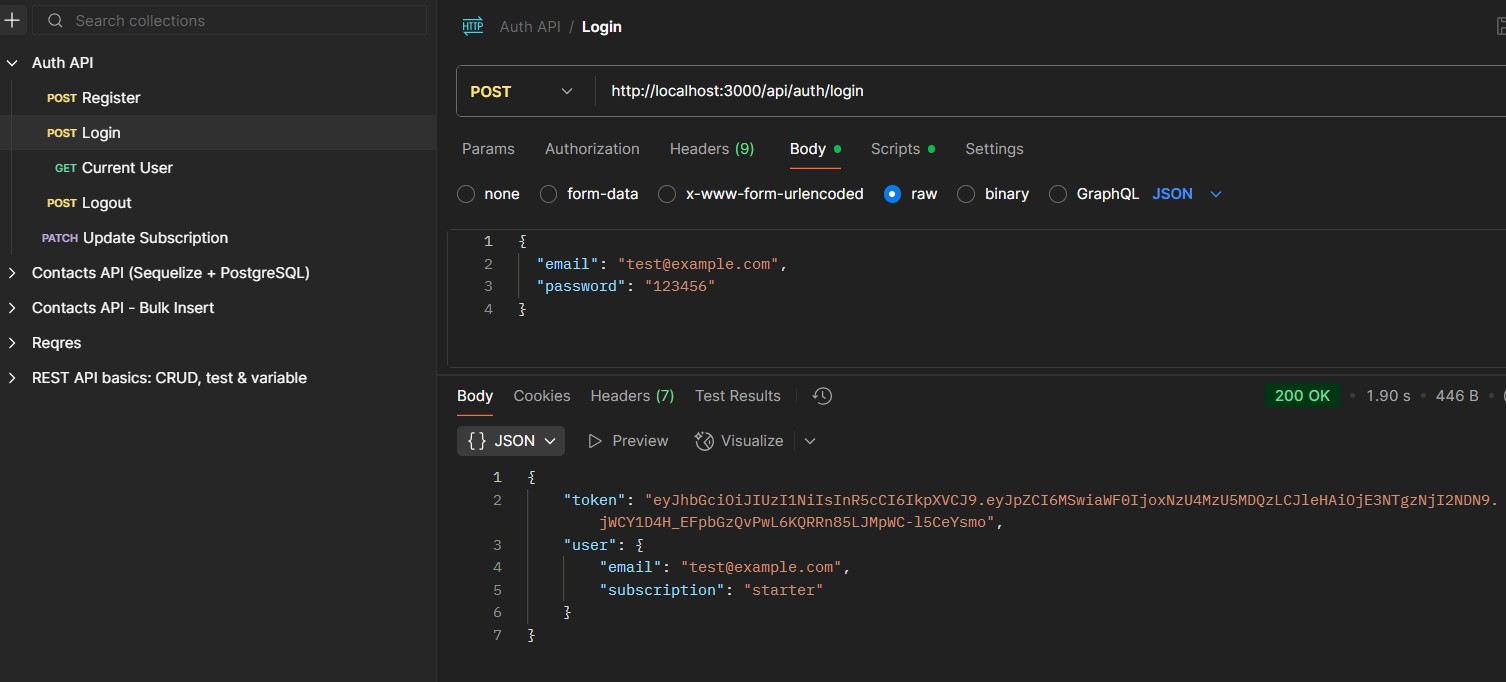 Search collections
Auth API
POST Register
POST Login
GET Current User
POST Logout
PATCH Update Subscription
Contacts API (Sequelize + PostgreSQL)
Contacts API - Bulk Insert
Reqres
REST API basics: CRUD, test & variable
HTTP Auth API / Login
POST http://localhost:3000/api/auth/login
Params Authorization Headers (9) Body Scripts Settings
none form-data x-www-form-urlencoded raw binary GraphQL JSON
1 {
2 "email": "test@example.com",
3 "password": "123456"
4 }
Body Cookies Headers (7) Test Results 200 OK 1.90 s 446 B
{} JSON Preview Visualize
1 {
2 "token": "eyJhbGciOiJIUzI1NiIsInR5cCI6IkpXVCJ9.eyJpZCI6MSwiaWF0IjoxNzU4MzU5MDQzLCJleHAiOjE3NTgzNjI2NDN9.
jWCY1D4H_EFpbGzQvPwL6KQRRn85LJMpWC-l5CeYsmo",
3 "user": {
4 "email": "test@example.com",
5 "subscription": "starter"
6 }
7 }